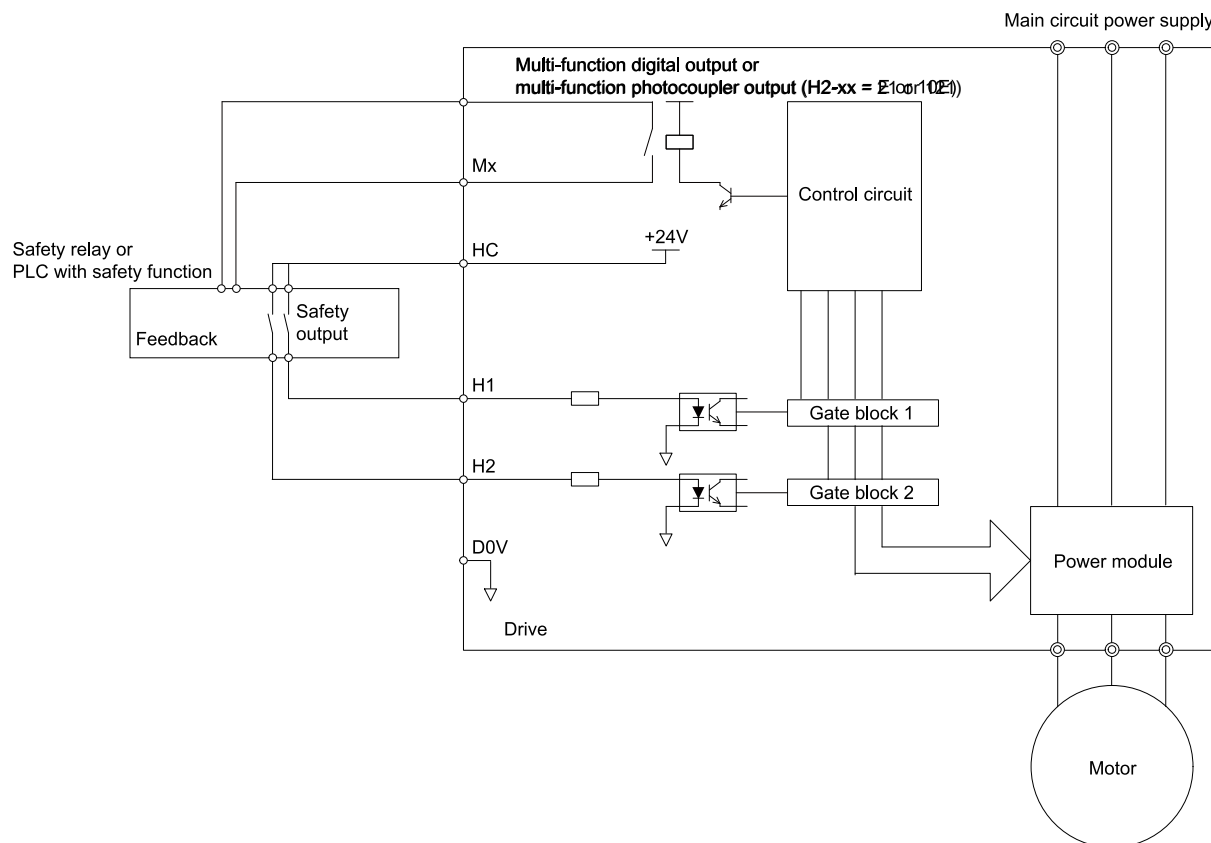 Main circuit power supply
Multi-function digital output or
multi-function photocoupler output (H2-xx =
Mx
Control circuit
+24V
HC
Safety relay or
PLC with safety function
Safety
output
Feedback
H1
Gate block 1
H2
Gate block 2
D0V
Power module
Drive
Motor